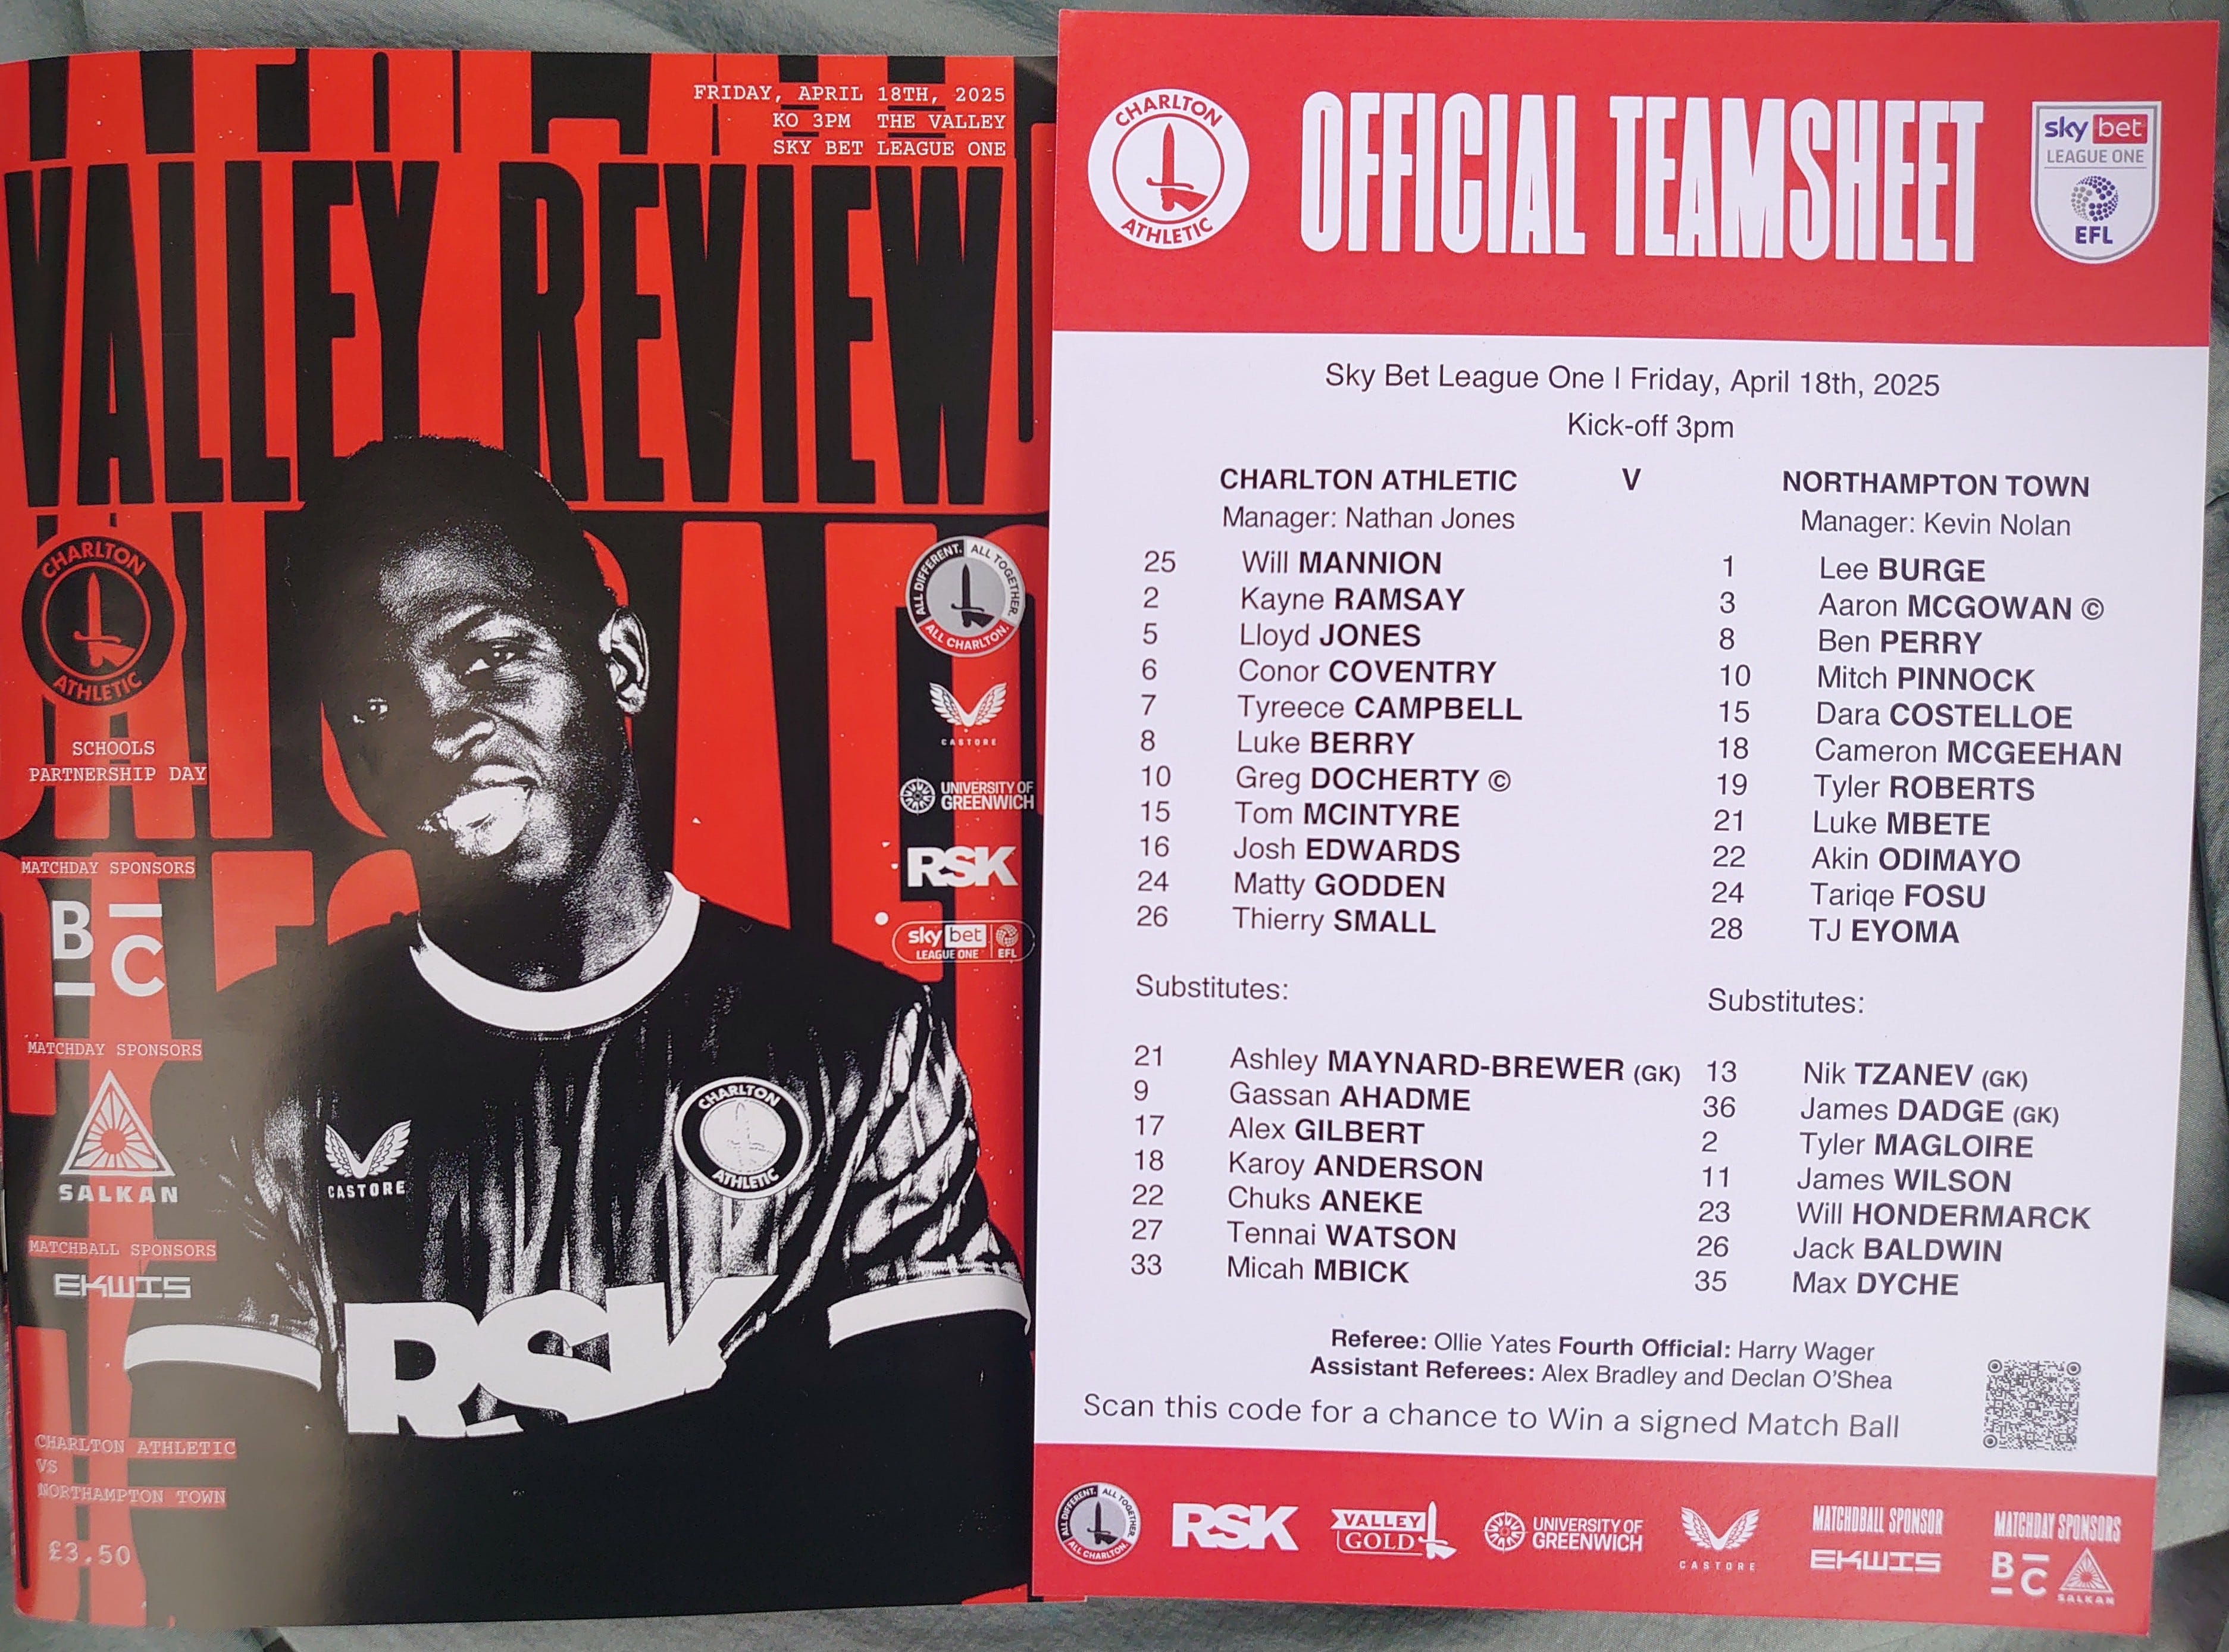 FRIDAY, APRIL 18TH, 2025
KO 3PM THE VALLEY
SKY BET LEAGUE ONE
VALLEY REVIEW
CHARLTON
ATHLETIC
SCHOOLS
PARTNERSHIP DAY
MATCHDAY SPONSORS
BC
MATCHDAY SPONSORS
SALKAN
MATCHBALL SPONSORS
EKWIS
CHARLTON ATHLETIC
VS
NORTHAMPTON TOWN
£3.50
ALL DIFFERENT. ALL TOGETHER.
ALL CHARLTON.
CASTORE
UNIVERSITY OF
GREENWICH
RSK
sky bet
LEAGUE ONE EFL
CASTORE
CHARLTON
ATHLETIC
RSK
CHARLTON
ATHLETIC
OFFICIAL TEAMSHEET
sky bet
LEAGUE ONE
EFL
Sky Bet League One | Friday, April 18th, 2025
Kick-off 3pm
CHARLTON ATHLETIC V NORTHAMPTON TOWN
Manager: Nathan Jones Manager: Kevin Nolan
25 Will MANNION 1 Lee BURGE
2 Kayne RAMSAY 3 Aaron MCGOWAN ©
5 Lloyd JONES 8 Ben PERRY
6 Conor COVENTRY 10 Mitch PINNOCK
7 Tyreece CAMPBELL 15 Dara COSTELLOE
8 Luke BERRY 18 Cameron MCGEEHAN
10 Greg DOCHERTY © 19 Tyler ROBERTS
15 Tom MCINTYRE 21 Luke MBETE
16 Josh EDWARDS 22 Akin ODIMAYO
24 Matty GODDEN 24 Tariqe FOSU
26 Thierry SMALL 28 TJ EYOMA
Substitutes: Substitutes:
21 Ashley MAYNARD-BREWER (GK) 13 Nik TZANEV (GK)
9 Gassan AHADME 36 James DADGE (GK)
17 Alex GILBERT 2 Tyler MAGLOIRE
18 Karoy ANDERSON 11 James WILSON
22 Chuks ANEKE 23 Will HONDERMARCK
27 Tennai WATSON 26 Jack BALDWIN
33 Micah MBICK 35 Max DYCHE
Referee: Ollie Yates Fourth Official: Harry Wager
Assistant Referees: Alex Bradley and Declan O'Shea
Scan this code for a chance to Win a signed Match Ball
ALL DIFFERENT. ALL TOGETHER.
ALL CHARLTON.
RSK
VALLEY
GOLD
UNIVERSITY OF
GREENWICH
CASTORE
MATCHBALL SPONSOR
EKWIS
MATCHDAY SPONSORS
BC
SALKAN